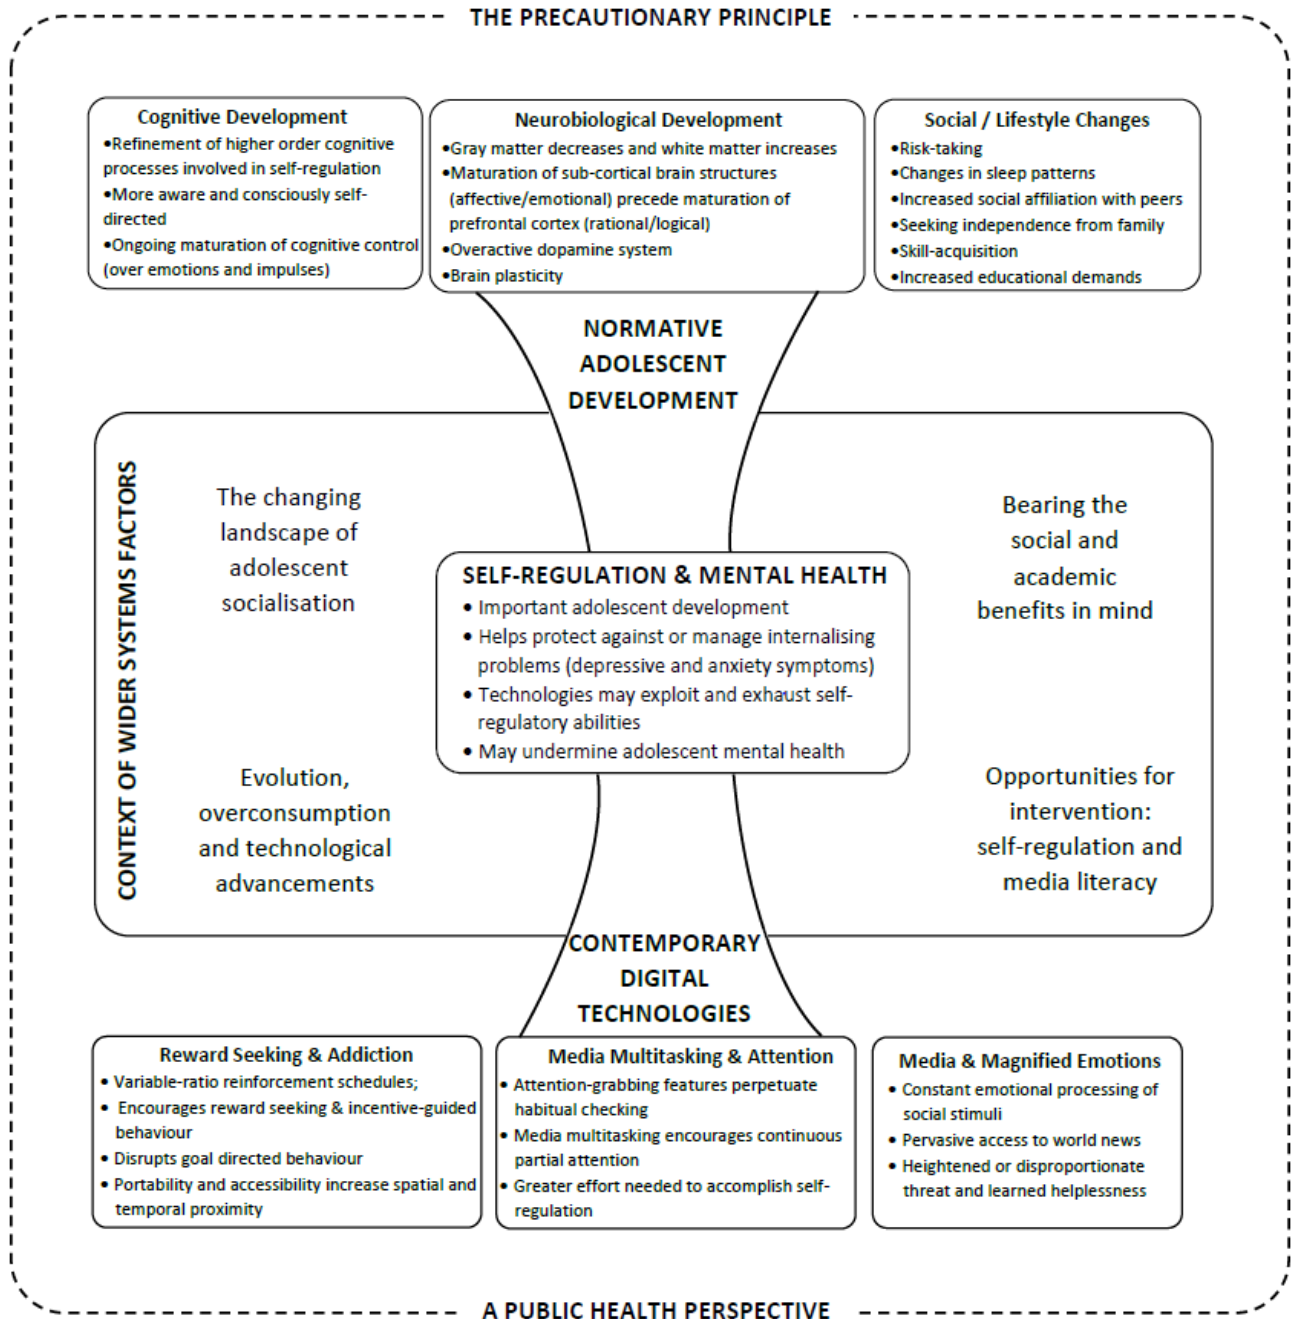 THE PRECAUTIONARY PRINCIPLE
Cognitive Development
•Refinement of higher order cognitive
processes involved in self-regulation
•More aware and consciously self-
directed
•Ongoing maturation of cognitive control
(over emotions and impulses)
Neurobiological Development
•Gray matter decreases and white matter increases
•Maturation of sub-cortical brain structures
(affective/emotional) precede maturation of
prefrontal cortex (rational/logical)
•Overactive dopamine system
•Brain plasticity
Social / Lifestyle Changes
•Risk-taking
•Changes in sleep patterns
•Increased social affiliation with peers
•Seeking independence from family
•Skill-acquisition
•Increased educational demands
NORMATIVE
ADOLESCENT
DEVELOPMENT
CONTEXT OF WIDER SYSTEMS FACTORS
The changing
landscape of
adolescent
socialisation
Bearing the
social and
academic
benefits in mind
SELF-REGULATION & MENTAL HEALTH
• Important adolescent development
• Helps protect against or manage internalising
problems (depressive and anxiety symptoms)
• Technologies may exploit and exhaust self-
regulatory abilities
• May undermine adolescent mental health
Evolution,
overconsumption
and technological
advancements
Opportunities for
intervention:
self-regulation and
media literacy
CONTEMPORARY
DIGITAL
TECHNOLOGIES
Reward Seeking & Addiction
• Variable-ratio reinforcement schedules;
• Encourages reward seeking & incentive-guided
behaviour
• Disrupts goal directed behaviour
• Portability and accessibility increase spatial and
temporal proximity
Media Multitasking & Attention
• Attention-grabbing features perpetuate
habitual checking
• Media multitasking encourages continuous
partial attention
• Greater effort needed to accomplish self-
regulation
Media & Magnified Emotions
• Constant emotional processing of
social stimuli
• Pervasive access to world news
• Heightened or disproportionate
threat and learned helplessness
A PUBLIC HEALTH PERSPECTIVE